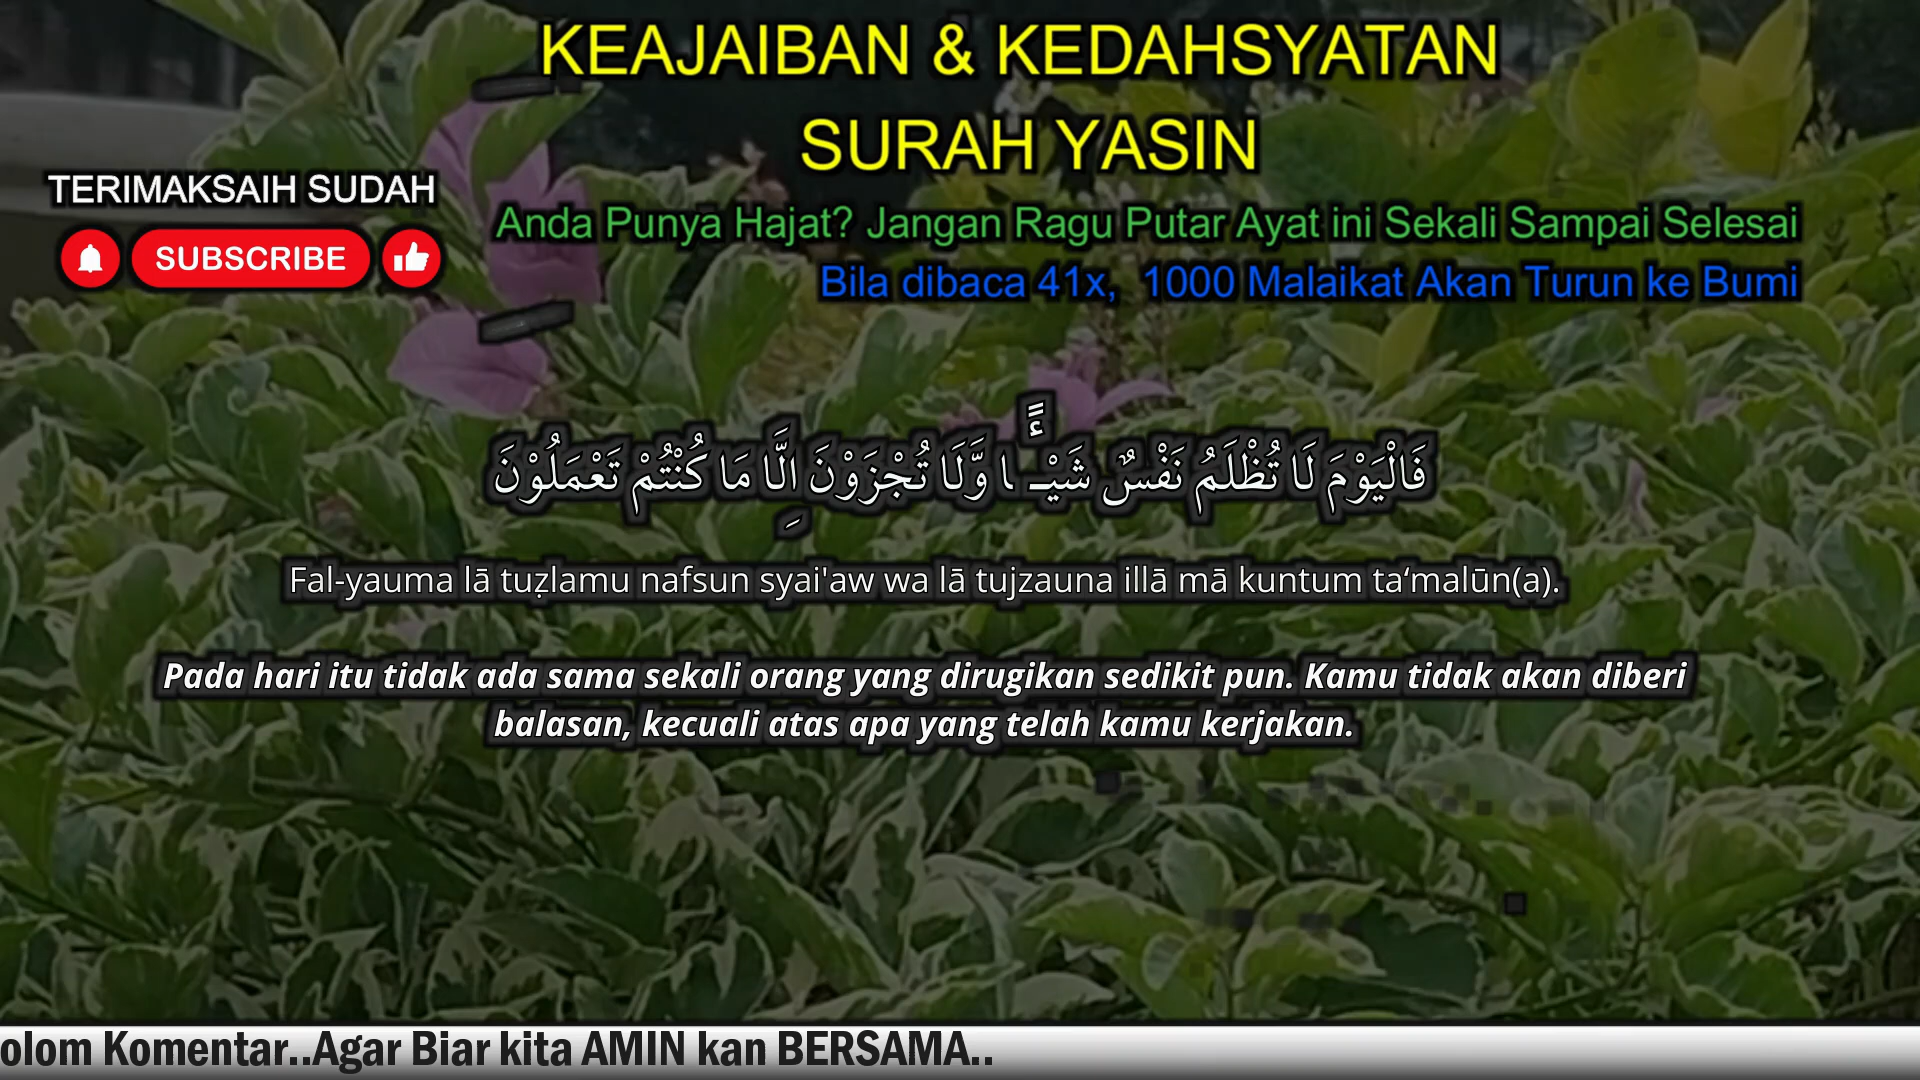 KEAJAIBAN & KEDAHSYATAN
SURAH YASIN
TERIMAKSAIH SUDAH
SUBSCRIBE
Anda Punya Hajat? Jangan Ragu Putar Ayat ini Sekali Sampai Selesai
Bila dibaca 41x, 1000 Malaikat Akan Turun ke Bumi
فَالْيَوْمَ لَا تُظْلَمُ نَفْسٌ شَيْـًٔا وَّلَا تُجْزَوْنَ اِلَّا مَا كُنْتُمْ تَعْمَلُوْنَ
Fal-yauma lā tuẓlamu nafsun syai'aw wa lā tujzauna illā mā kuntum ta‘malūn(a).
Pada hari itu tidak ada sama sekali orang yang dirugikan sedikit pun. Kamu tidak akan diberi
balasan, kecuali atas apa yang telah kamu kerjakan.
olom Komentar..Agar Biar kita AMIN kan BERSAMA..